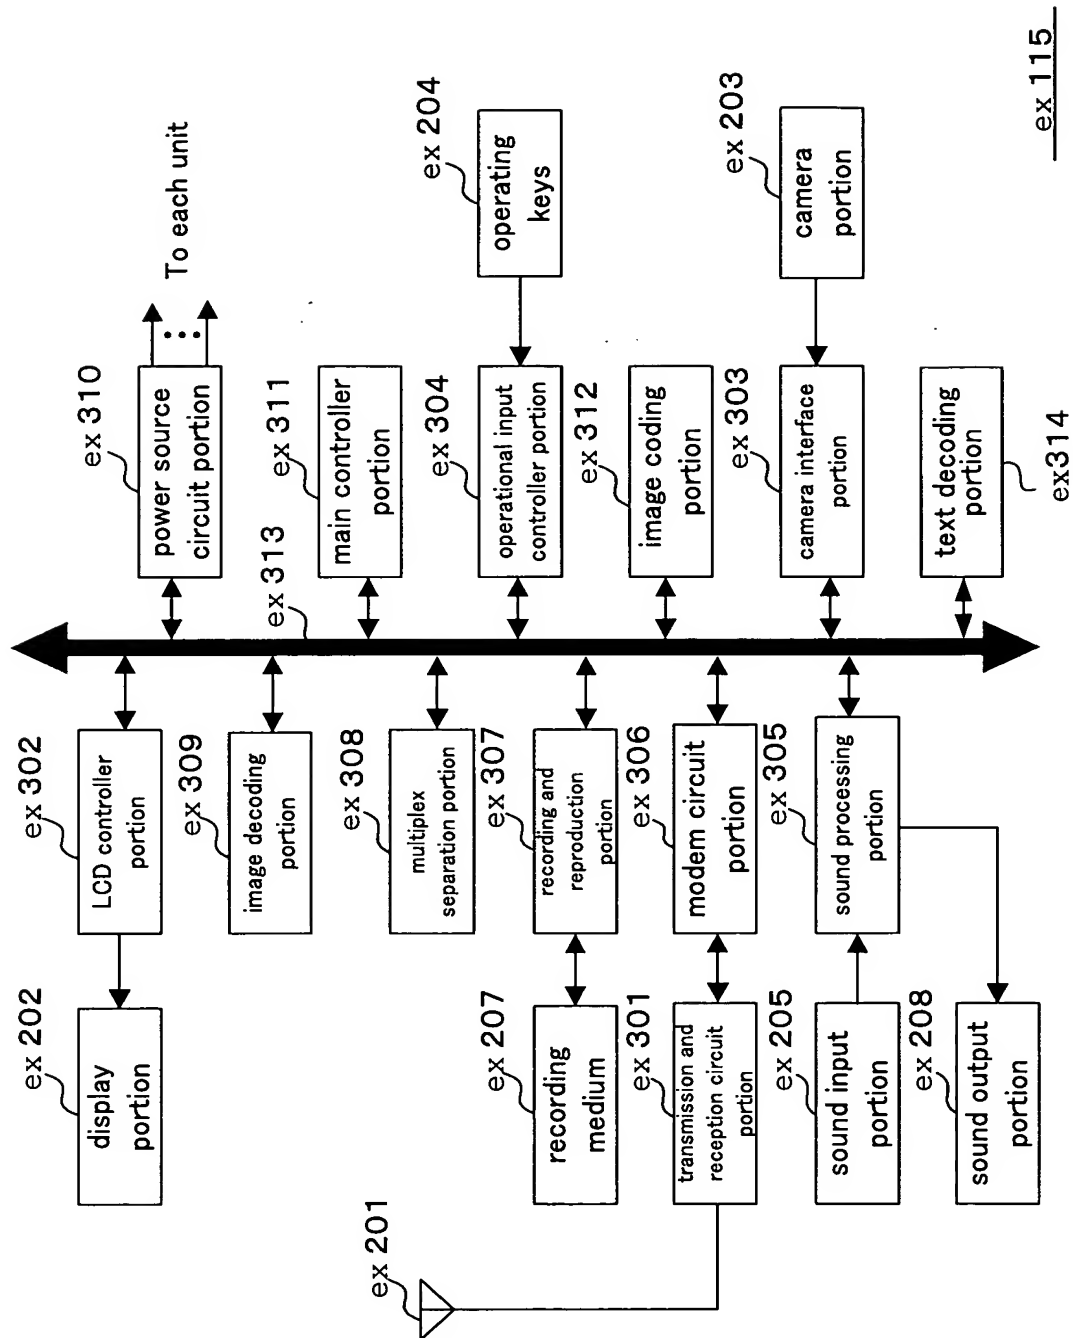 ex 202
display
portion
ex 302
LCD controller
portion
ex 310
power source
circuit portion
To each unit
ex 309
image decoding
portion
ex 313
ex 311
main controller
portion
ex 201
ex 308
multiplex
separation portion
ex 304
operational input
controller portion
ex 204
operating
keys
ex 207
recording
medium
ex 307
recording and
reproduction
portion
ex 312
image coding
portion
ex 301
transmission and
reception circuit
portion
ex 306
modem circuit
portion
ex 303
camera interface
portion
ex 203
camera
portion
ex 205
sound input
portion
ex 305
sound processing
portion
ex 208
sound output
portion
text decoding
portion
ex314
ex 115